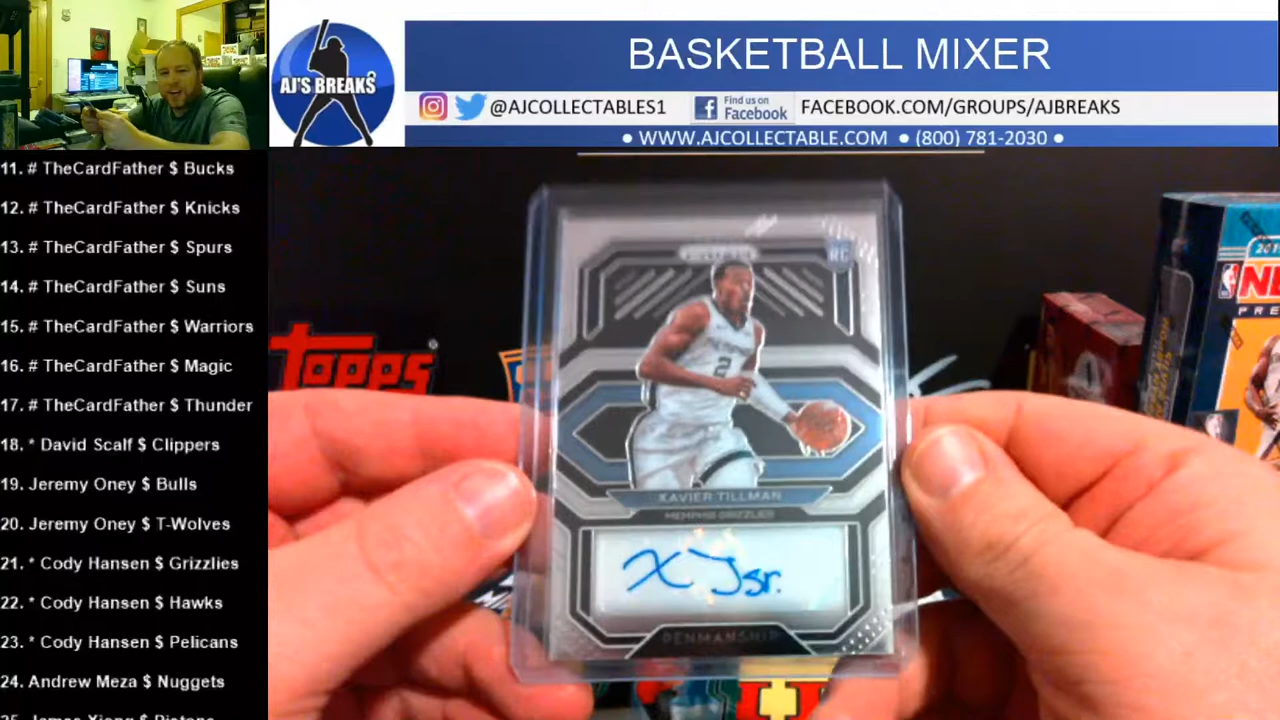 BASKETBALL MIXER
AJ'S BREAKS
@AJCOLLECTABLES1
Find us on
Facebook
FACEBOOK.COM/GROUPS/AJBREAKS
● WWW.AJCOLLECTABLE.COM ● (800) 781-2030 ●
11. # TheCardFather $ Bucks
12. # TheCardFather $ Knicks
13. # TheCardFather $ Spurs
14. # TheCardFather $ Suns
15. # TheCardFather $ Warriors
16. # TheCardFather $ Magic
17. # TheCardFather $ Thunder
18. * David Scalf $ Clippers
19. Jeremy Oney $ Bulls
20. Jeremy Oney $ T-Wolves
21. * Cody Hansen $ Grizzlies
22. * Cody Hansen $ Hawks
23. * Cody Hansen $ Pelicans
24. Andrew Meza $ Nuggets
Topps
RC
2
XAVIER TILLMAN
MEMPHIS GRIZZLIES
X T sr.
PENMANSHIP